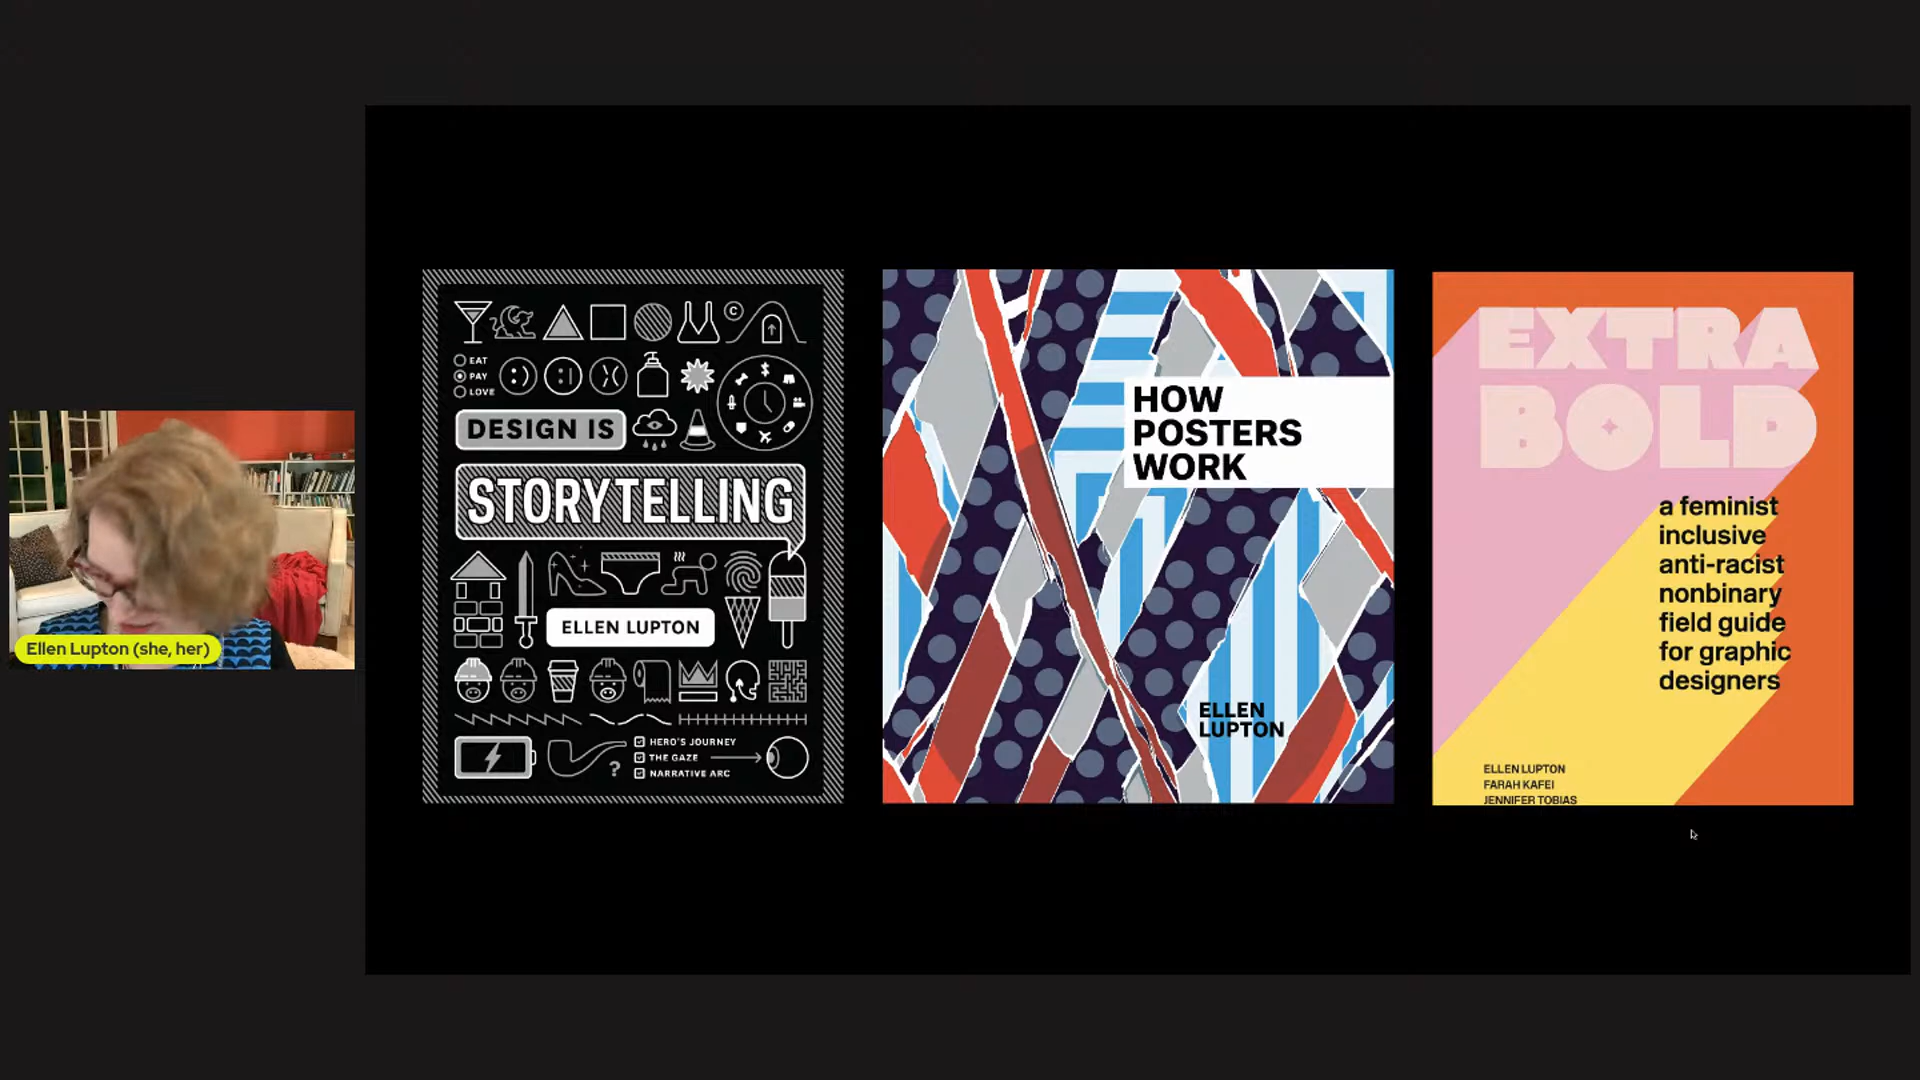 Ellen Lupton (she, her)
C
EAT
PAY
LOVE
DESIGN IS
STORYTELLING
ELLEN LUPTON
?
HERO'S JOURNEY
THE GAZE
NARRATIVE ARC
HOW
POSTERS
WORK
ELLEN
LUPTON
EXTRA
BOLD
a feminist
inclusive
anti-racist
nonbinary
field guide
for graphic
designers
ELLEN LUPTON
FARAH KAFEI
JENNIFER TOBIAS